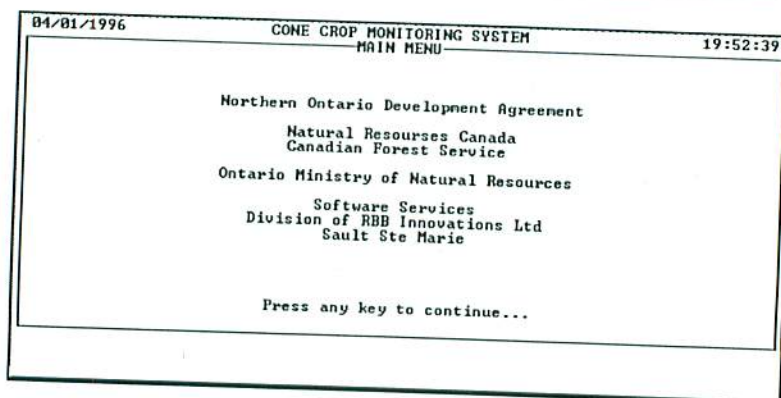 04/01/1996 CONE CROP MONITORING SYSTEM 19:52:39
MAIN MENU
Northern Ontario Development Agreement
Natural Resourses Canada
Canadian Forest Service
Ontario Ministry of Natural Resources
Software Services
Division of RBB Innovations Ltd
Sault Ste Marie
Press any key to continue...